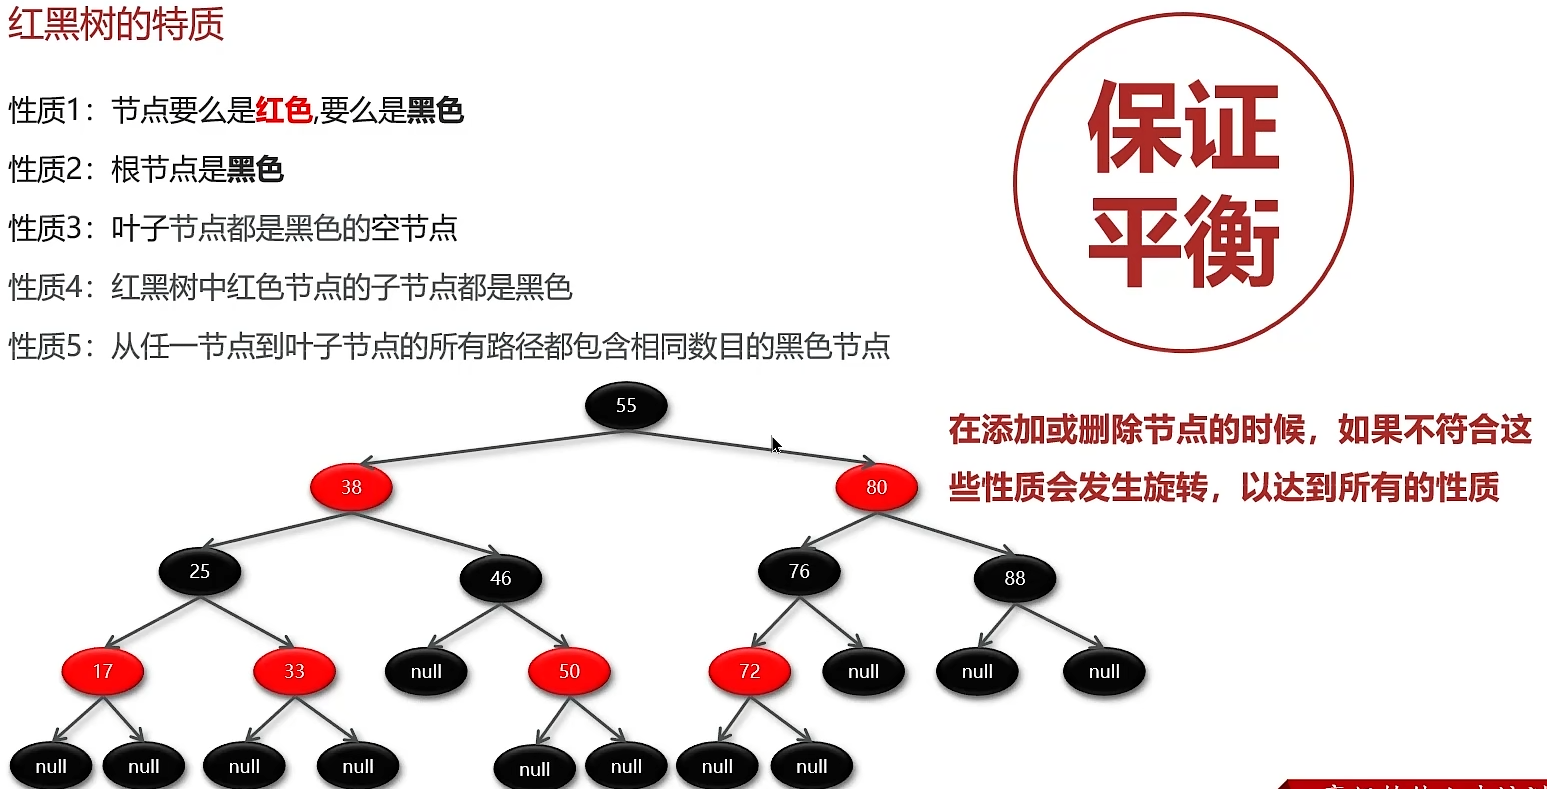 红黑树的特质
性质1：节点要么是红色,要么是黑色
性质2：根节点是黑色
性质3：叶子节点都是黑色的空节点
性质4：红黑树中红色节点的子节点都是黑色
性质5：从任一节点到叶子节点的所有路径都包含相同数目的黑色节点
保证
平衡
在添加或删除节点的时候，如果不符合这
些性质会发生旋转，以达到所有的性质
55
38 80
25 46 76 88
17 33 null 50 72 null null null
null null null null null null null null